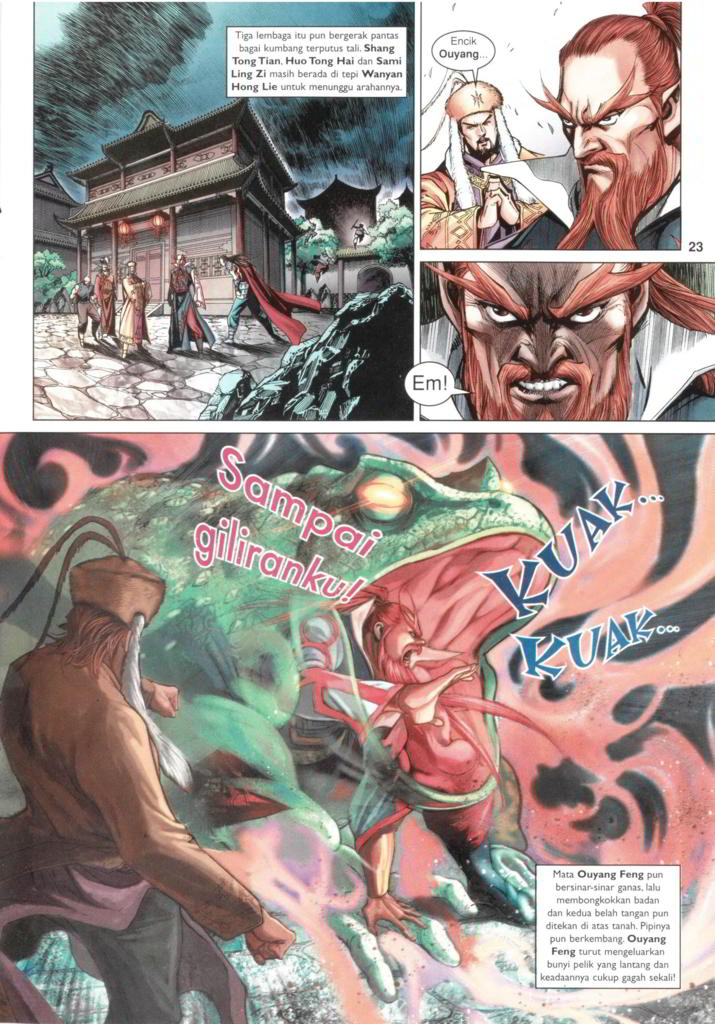 Tiga lembaga itu pun bergerak pantas
bagai kumbang terputus tali. Shang
Tong Tian, Huo Tong Hai dan Sami
Ling Zi masih berada di tepi Wanyan
Hong Lie untuk menunggu arahannya.
Encik
Ouyang...
23
Em!
Sampai
giliranku!
KUAK...
KUAK...
Mata Ouyang Feng pun
bersinar-sinar ganas, lalu
membongkokkan badan
dan kedua belah tangan pun
ditekan di atas tanah. Pipinya
pun berkembang. Ouyang
Feng turut mengeluarkan
bunyi pelik yang lantang dan
keadaannya cukup gagah sekali!